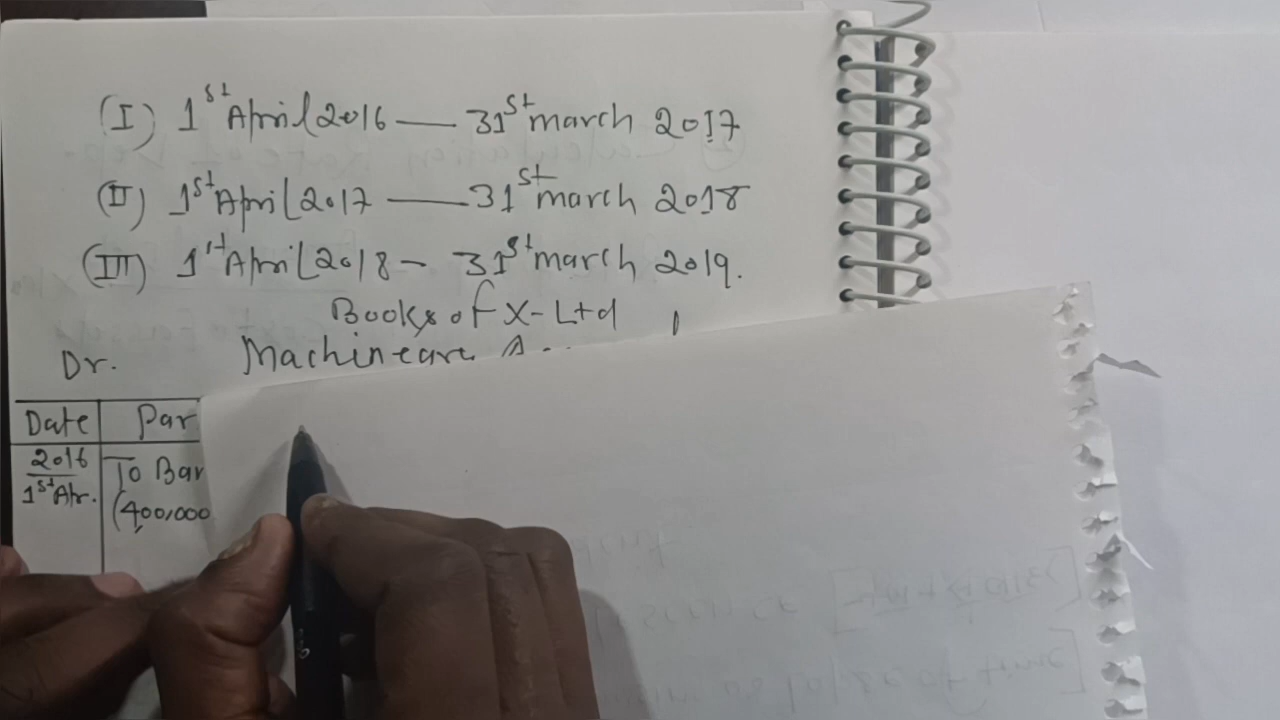 (I) 1st April 2016 — 31st march 2017
(II) 1st April 2017 — 31st march 2018
(III) 1st April 2018 - 31st march 2019.
Books of X-Ltd
Dr.
Date Par
2016 To Bar
1st Apr. (400,000